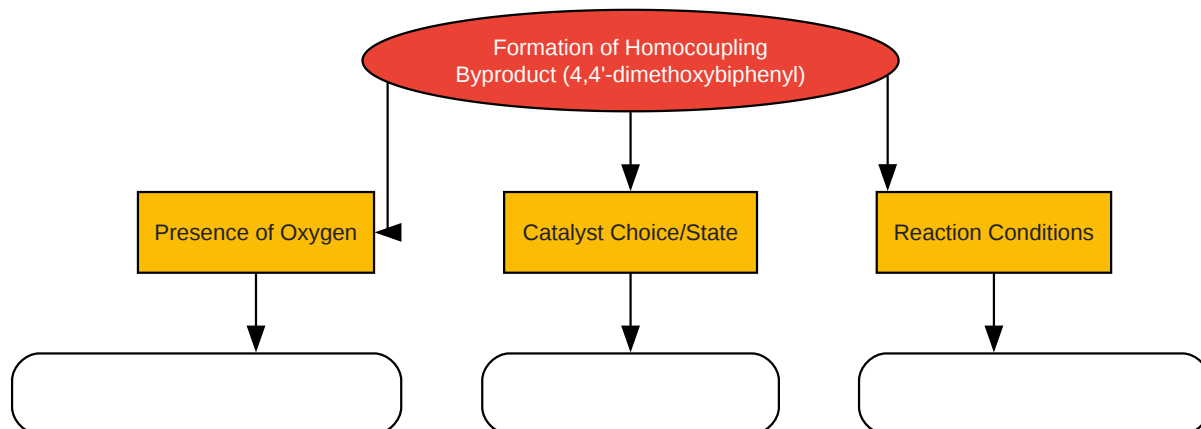 Formation of Homocoupling
Byproduct (4,4'-dimethoxybiphenyl)
Presence of Oxygen
Catalyst Choice/State
Reaction Conditions